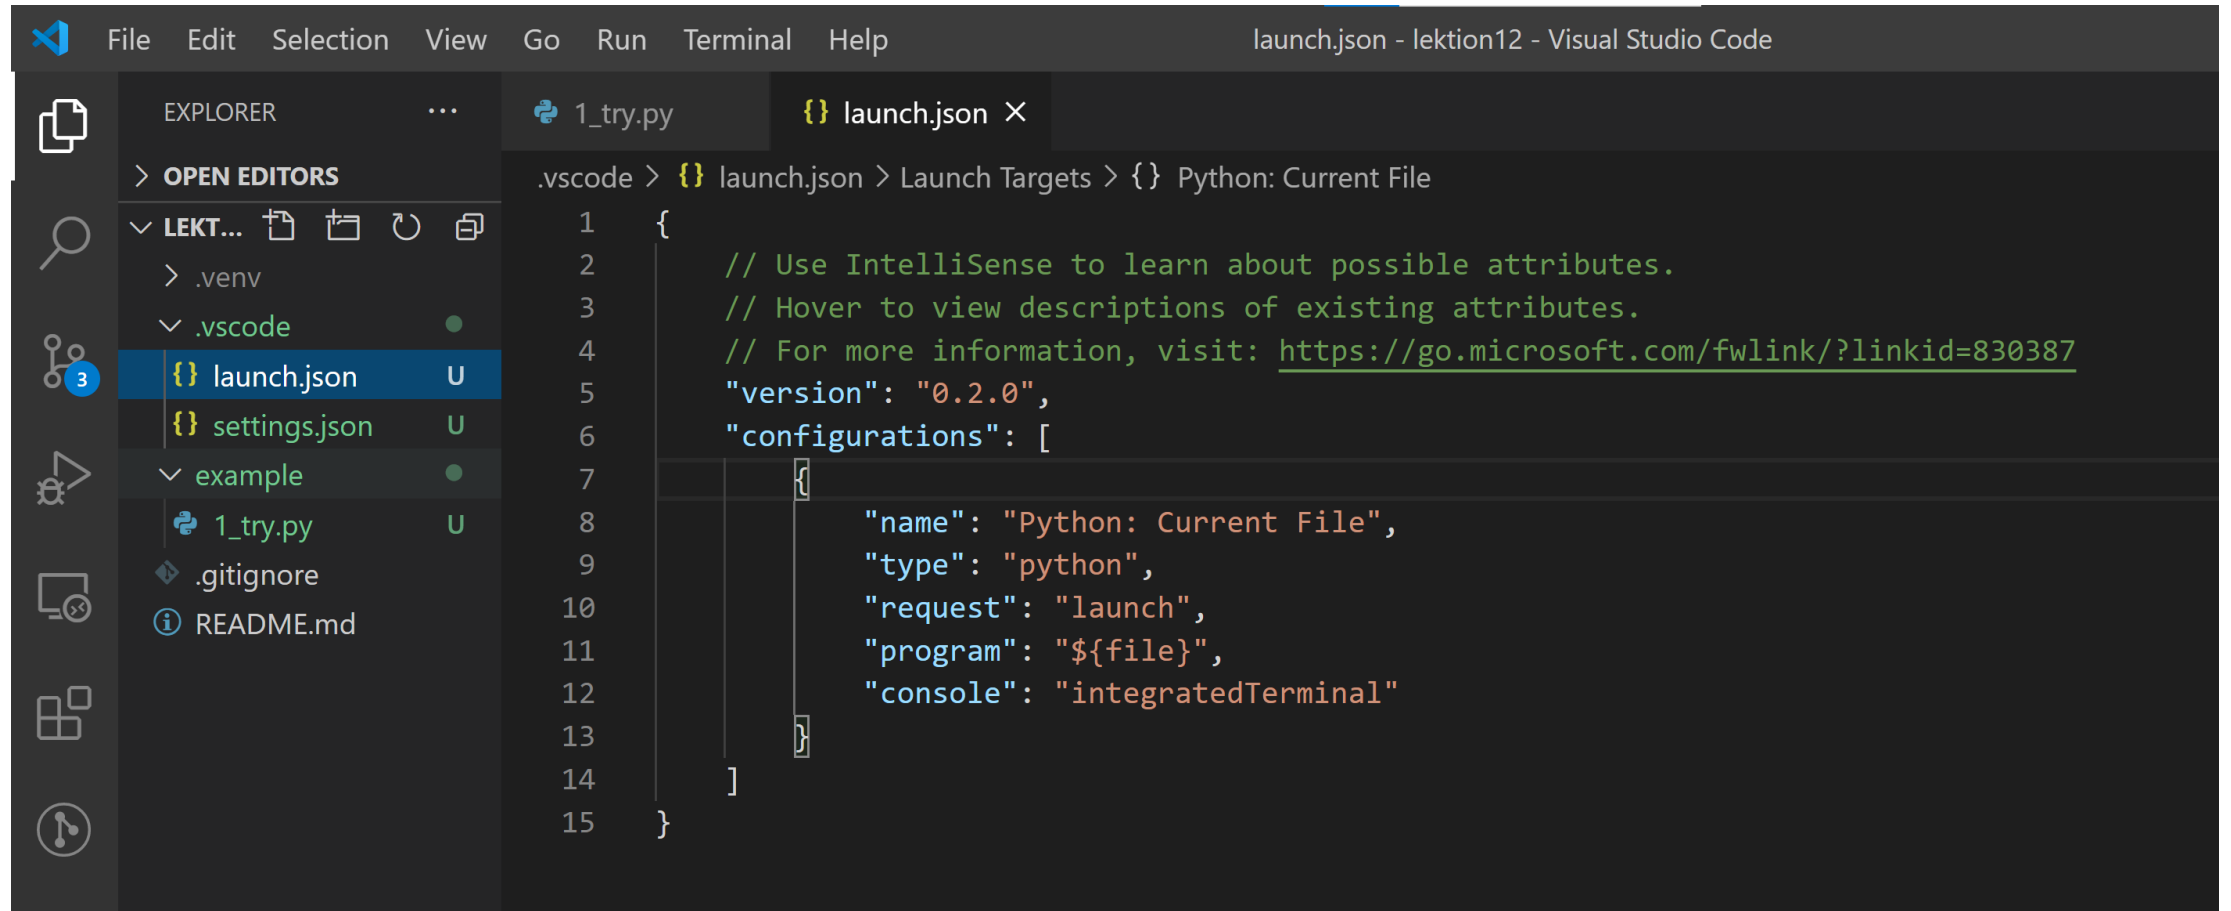 File Edit Selection View Go Run Terminal Help launch.json - lektion12 - Visual Studio Code
EXPLORER ···
OPEN EDITORS
LEKT...
.venv
.vscode
{} launch.json U
{} settings.json U
example
1_try.py U
.gitignore
README.md
3
1_try.py {} launch.json
.vscode > {} launch.json > Launch Targets > {} Python: Current File
1 {
2 // Use IntelliSense to learn about possible attributes.
3 // Hover to view descriptions of existing attributes.
4 // For more information, visit: https://go.microsoft.com/fwlink/?linkid=830387
5 "version": "0.2.0",
6 "configurations": [
7 {
8 "name": "Python: Current File",
9 "type": "python",
10 "request": "launch",
11 "program": "${file}",
12 "console": "integratedTerminal"
13 }
14 ]
15 }